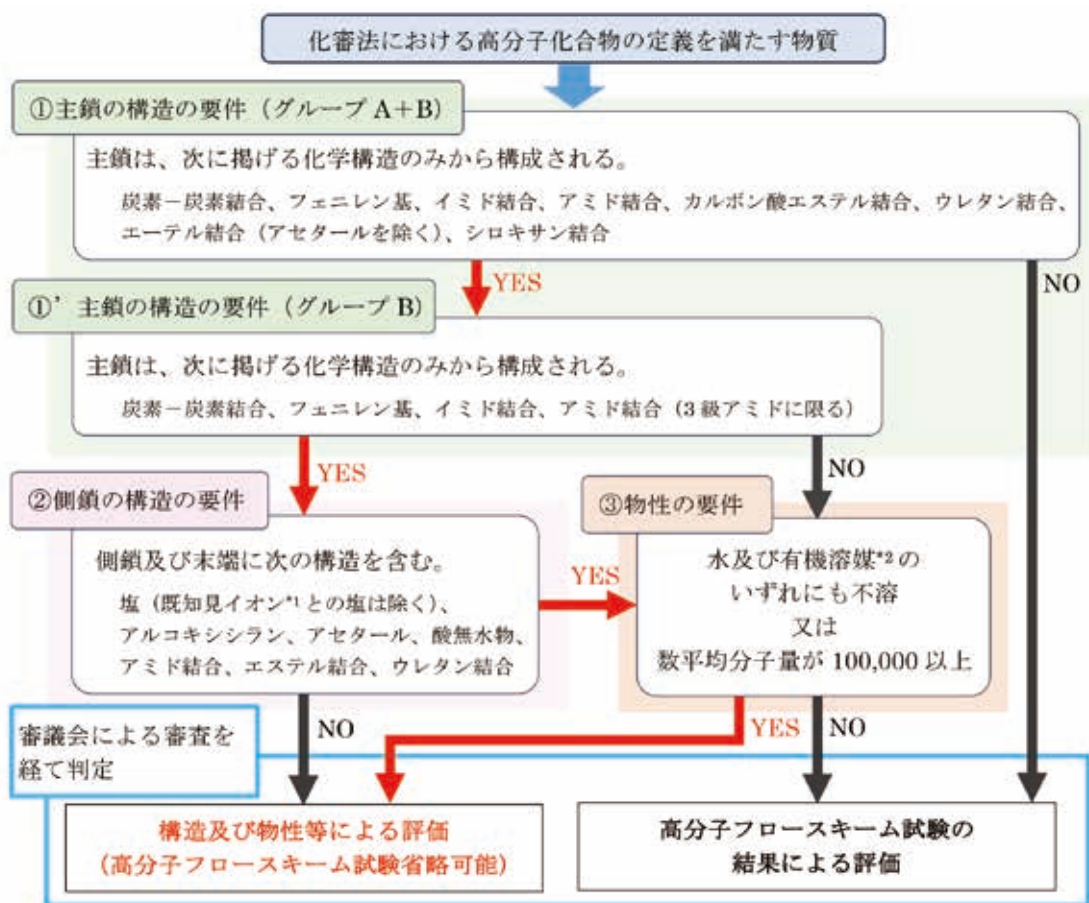 化審法における高分子化合物の定義を満たす物質
①主鎖の構造の要件（グループ A＋B）
主鎖は、次に掲げる化学構造のみから構成される。
炭素－炭素結合、フェニレン基、イミド結合、アミド結合、カルボン酸エステル結合、ウレタン結合、
エーテル結合（アセタールを除く）、シロキサン結合
YES
NO
①’主鎖の構造の要件（グループ B）
主鎖は、次に掲げる化学構造のみから構成される。
炭素－炭素結合、フェニレン基、イミド結合、アミド結合（3 級アミドに限る）
YES
NO
②側鎖の構造の要件
側鎖及び末端に次の構造を含む。
塩（既知見イオン*1 との塩は除く）、
アルコキシシラン、アセタール、酸無水物、
アミド結合、エステル結合、ウレタン結合
YES
③物性の要件
水及び有機溶媒*2 の
いずれにも不溶
又は
数平均分子量が 100,000 以上
NO
YES
NO
審議会による審査を
経て判定
構造及び物性等による評価
（高分子フロースキーム試験省略可能）
高分子フロースキーム試験の
結果による評価